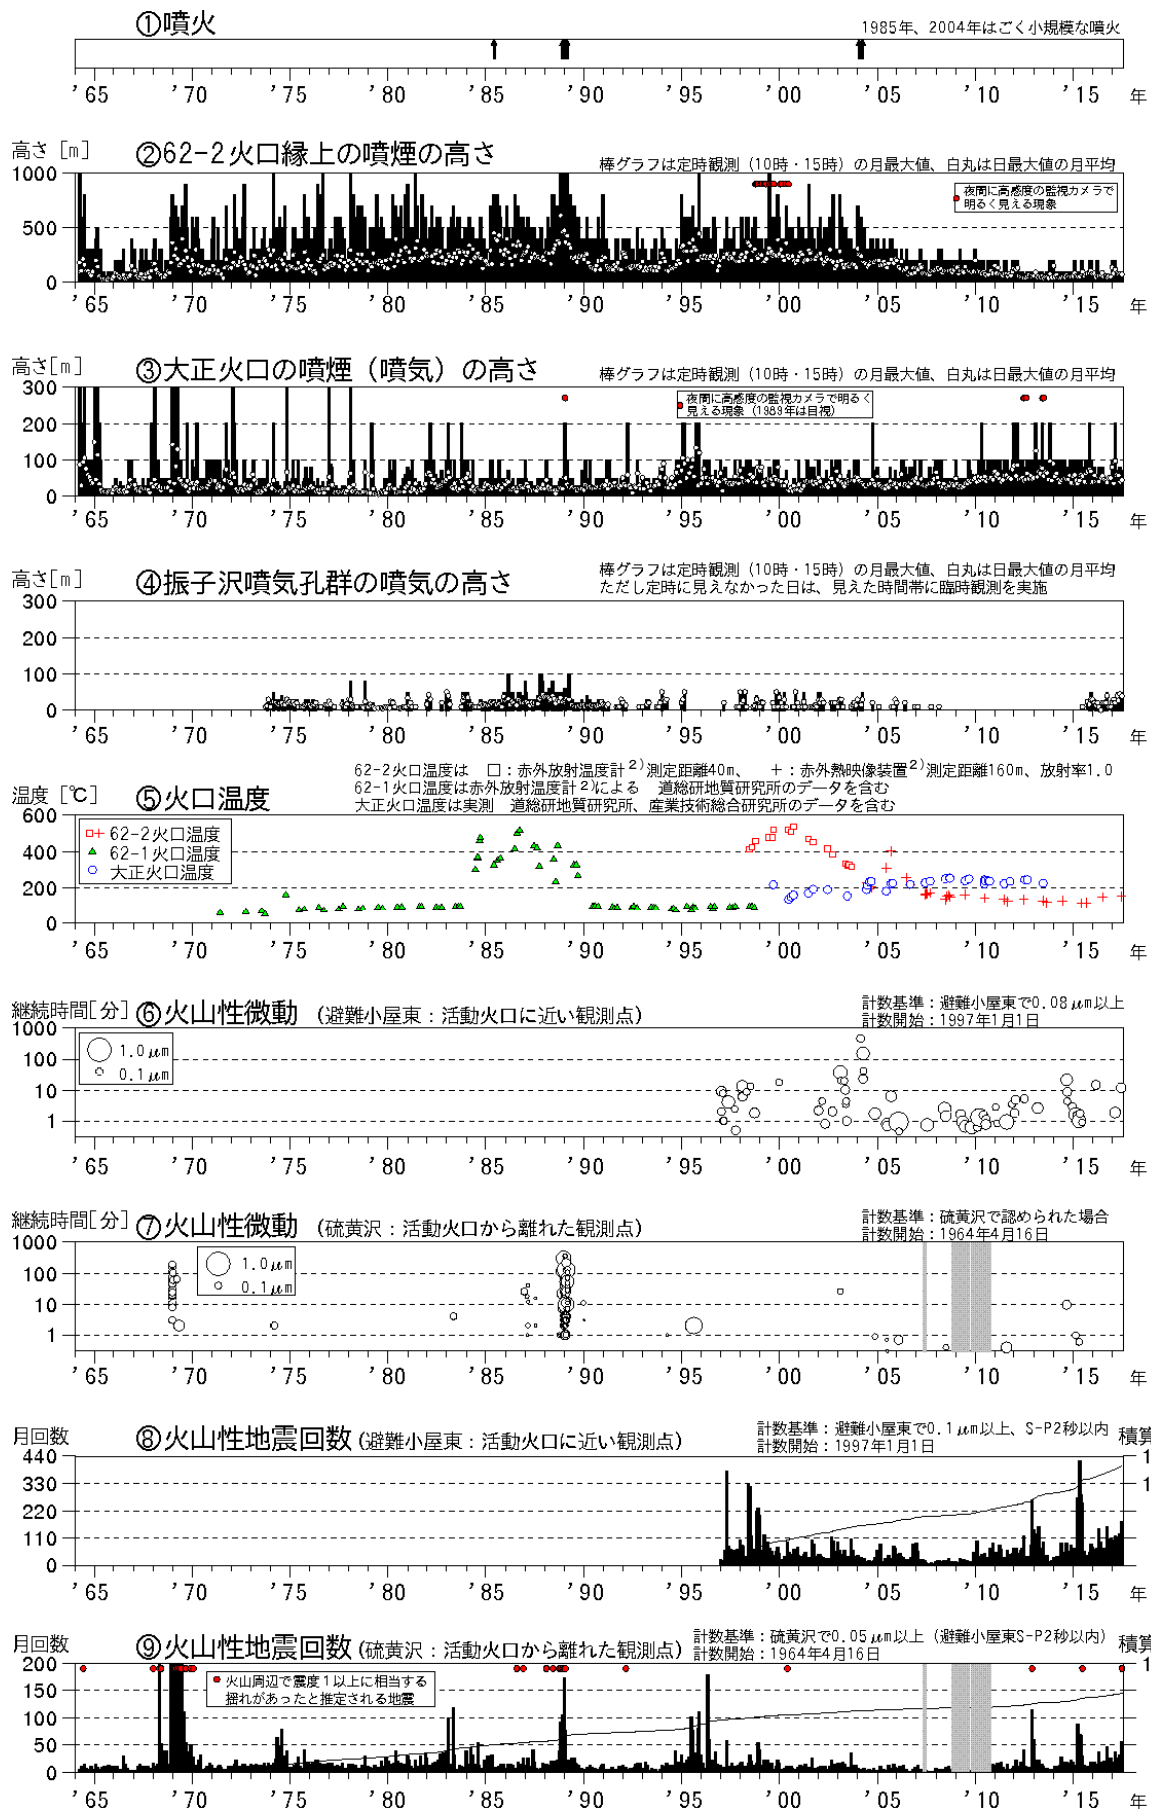 ①噴火
1985年、2004年はごく小規模な噴火
'65 '70 '75 '80 '85 '90 '95 '00 '05 '10 '15 年
高さ [m]
②62-2火口縁上の噴煙の高さ
棒グラフは定時観測（10時・15時）の月最大値、白丸は日最大値の月平均
1000
500
0
夜間に高感度の監視カメラで
明るく見える現象
'65 '70 '75 '80 '85 '90 '95 '00 '05 '10 '15 年
高さ[m]
③大正火口の噴煙（噴気）の高さ
棒グラフは定時観測（10時・15時）の月最大値、白丸は日最大値の月平均
300
200
100
0
夜間に高感度の監視カメラで明るく
見える現象（1989年は目視）
'65 '70 '75 '80 '85 '90 '95 '00 '05 '10 '15 年
高さ[m]
④振子沢噴気孔群の噴気の高さ
棒グラフは定時観測（10時・15時）の月最大値、白丸は日最大値の月平均
ただし定時に見えなかった日は、見えた時間帯に臨時観測を実施
300
200
100
0
'65 '70 '75 '80 '85 '90 '95 '00 '05 '10 '15 年
62-2火口温度は □：赤外放射温度計2）測定距離40m、 ＋：赤外熱映像装置2）測定距離160m、放射率1.0
62-1火口温度は赤外放射温度計2）による 道総研地質研究所のデータを含む
大正火口温度は実測 道総研地質研究所、産業技術総合研究所のデータを含む
温度 [℃]
⑤火口温度
600
400
200
0
□＋62-2火口温度
▲ 62-1火口温度
○ 大正火口温度
'65 '70 '75 '80 '85 '90 '95 '00 '05 '10 '15 年
継続時間[分]
⑥火山性微動（避難小屋東：活動火口に近い観測点）
計数基準：避難小屋東で0.08μm以上
計数開始：1997年1月1日
1000
100
10
1
1.0μm
0.1μm
'65 '70 '75 '80 '85 '90 '95 '00 '05 '10 '15 年
継続時間[分]
⑦火山性微動（硫黄沢：活動火口から離れた観測点）
計数基準：硫黄沢で認められた場合
計数開始：1964年4月16日
1000
100
10
1
1.0μm
0.1μm
'65 '70 '75 '80 '85 '90 '95 '00 '05 '10 '15 年
月回数
⑧火山性地震回数(避難小屋東：活動火口に近い観測点)
計数基準：避難小屋東で0.1μm以上、S-P2秒以内
計数開始：1997年1月1日
積算
440
330
220
110
0
1
1
'65 '70 '75 '80 '85 '90 '95 '00 '05 '10 '15 年
月回数
⑨火山性地震回数(硫黄沢：活動火口から離れた観測点)
計数基準：硫黄沢で0.05μm以上（避難小屋東S-P2秒以内）
計数開始：1964年4月16日
積算
200
150
100
50
0
1
火山周辺で震度1以上に相当する
揺れがあったと推定される地震
'65 '70 '75 '80 '85 '90 '95 '00 '05 '10 '15 年